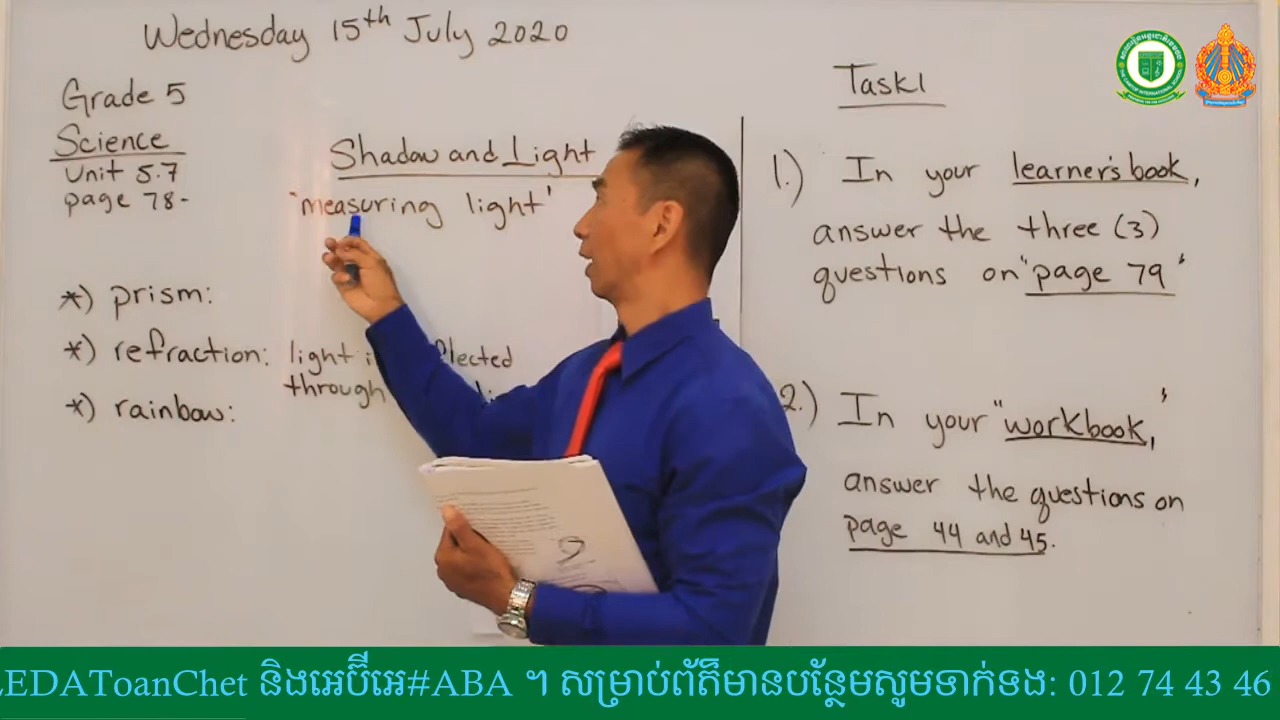 Wednesday 15th July 2020
Grade 5
Science
Unit 5.7
page 78-
Shadow and Light
'measuring light'
*) prism:
*) refraction: light
through
*) rainbow:
Task 1
1.) In your learner's book,
answer the three (3)
questions on "page 79"
2.) In your "workbook,"
answer the questions on
page 44 and 45.
LEDAToanChet និងអេប៊ីអេ#ABA ។ សម្រាប់ព័ត៌មានបន្ថែមសូមទាក់ទង: 012 74 43 46